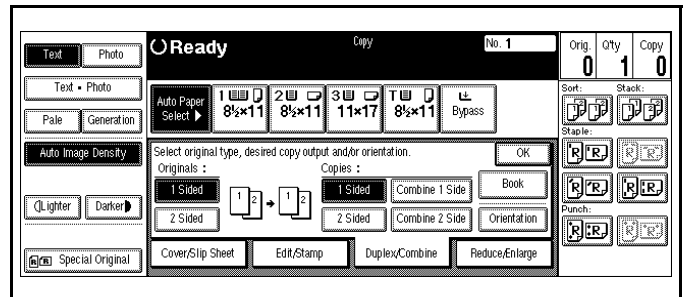 Text Photo
Text • Photo
Pale Generation
Auto Image Density
Lighter Darker
Special Original
Ready
Copy
No. 1
Auto Paper
Select ▶
1
8½×11
2
8½×11
3
11×17
T
8½×11
Bypass
Select original type, desired copy output and/or orientation.
OK
Originals :
Copies :
1 Sided
2 Sided
1 2 → 1 2
1 Sided Combine 1 Side
2 Sided Combine 2 Side
Book
Orientation
Cover/Slip Sheet Edit/Stamp Duplex/Combine Reduce/Enlarge
Orig. Q'ty Copy
0 1 0
Sort: Stack:
Staple:
Punch: